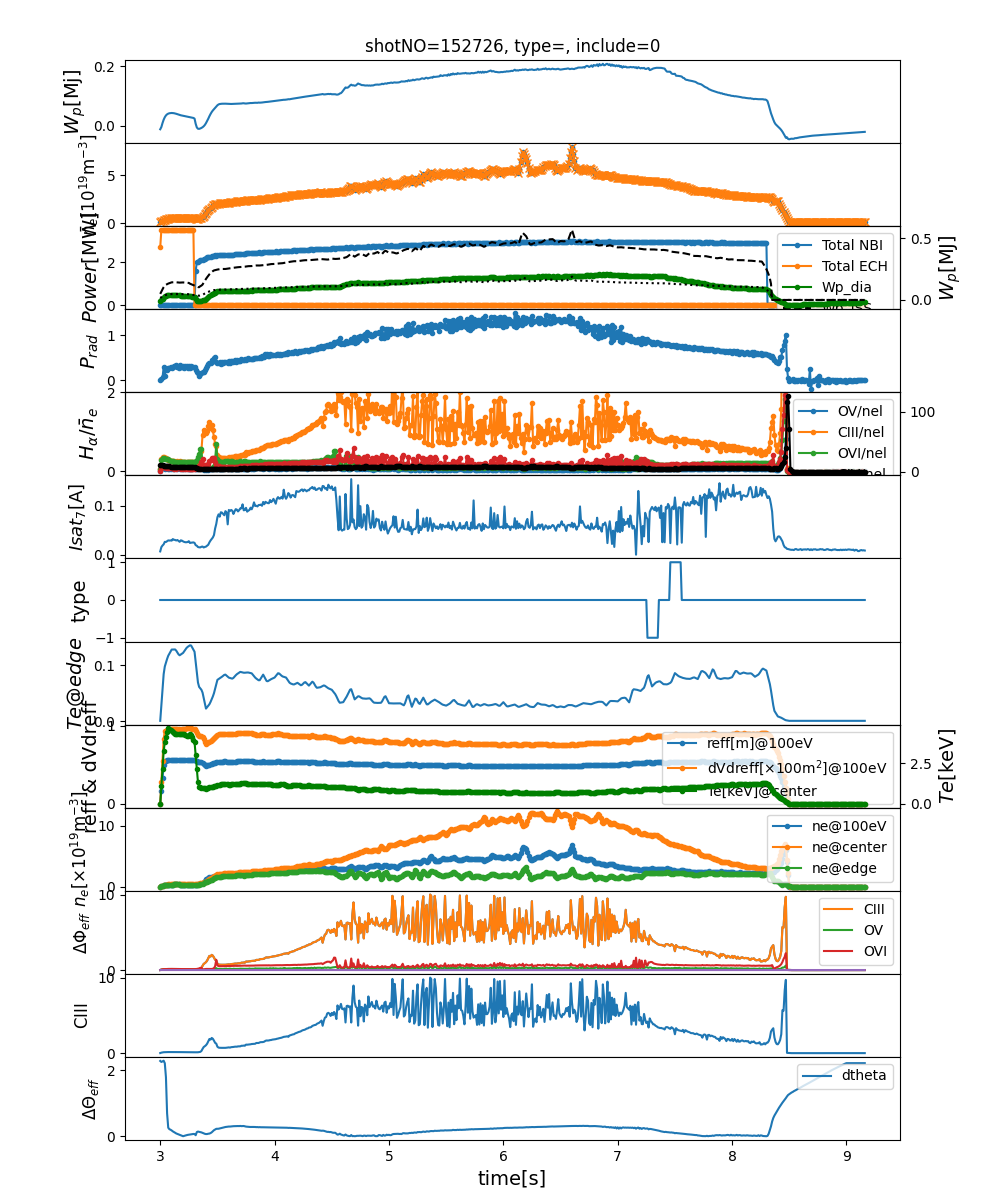 shotNO=152726, type=, include=0
W_p[Mj]
0.2
0.0
n̄_e[10^19 m^-3]
5
0
Power[MW]
2
0
Total NBI
Total ECH
Wp_dia
0.5
0.0
W_p[MJ]
P_rad
1
0
H_α/n̄_e
2
0
OV/nel
CIII/nel
OVI/nel
100
0
Isat_7[A]
0.1
0.0
type
1
0
−1
Te@edge
0.1
0.0
reff & dVdreff
1
0
reff[m]@100eV
dVdreff[×100m^2]@100eV
Te[keV]@center
2.5
0.0
Te[keV]
n_e[×10^19 m^-3]
10
0
ne@100eV
ne@center
ne@edge
ΔΦ_eff
10
0
CIII
OV
OVI
CIII
10
0
ΔΘ_eff
2
0
dtheta
3 4 5 6 7 8 9
time[s]